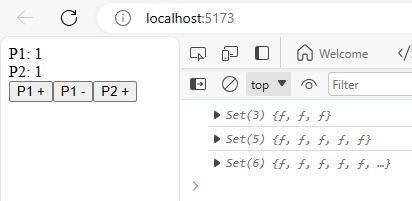 localhost:5173
P1: 1
P2: 1
P1 + P1 - P2 +
Welcome
top Filter
Set(3) {ƒ, ƒ, ƒ}
Set(5) {ƒ, ƒ, ƒ, ƒ, ƒ}
Set(6) {ƒ, ƒ, ƒ, ƒ, ƒ, …}